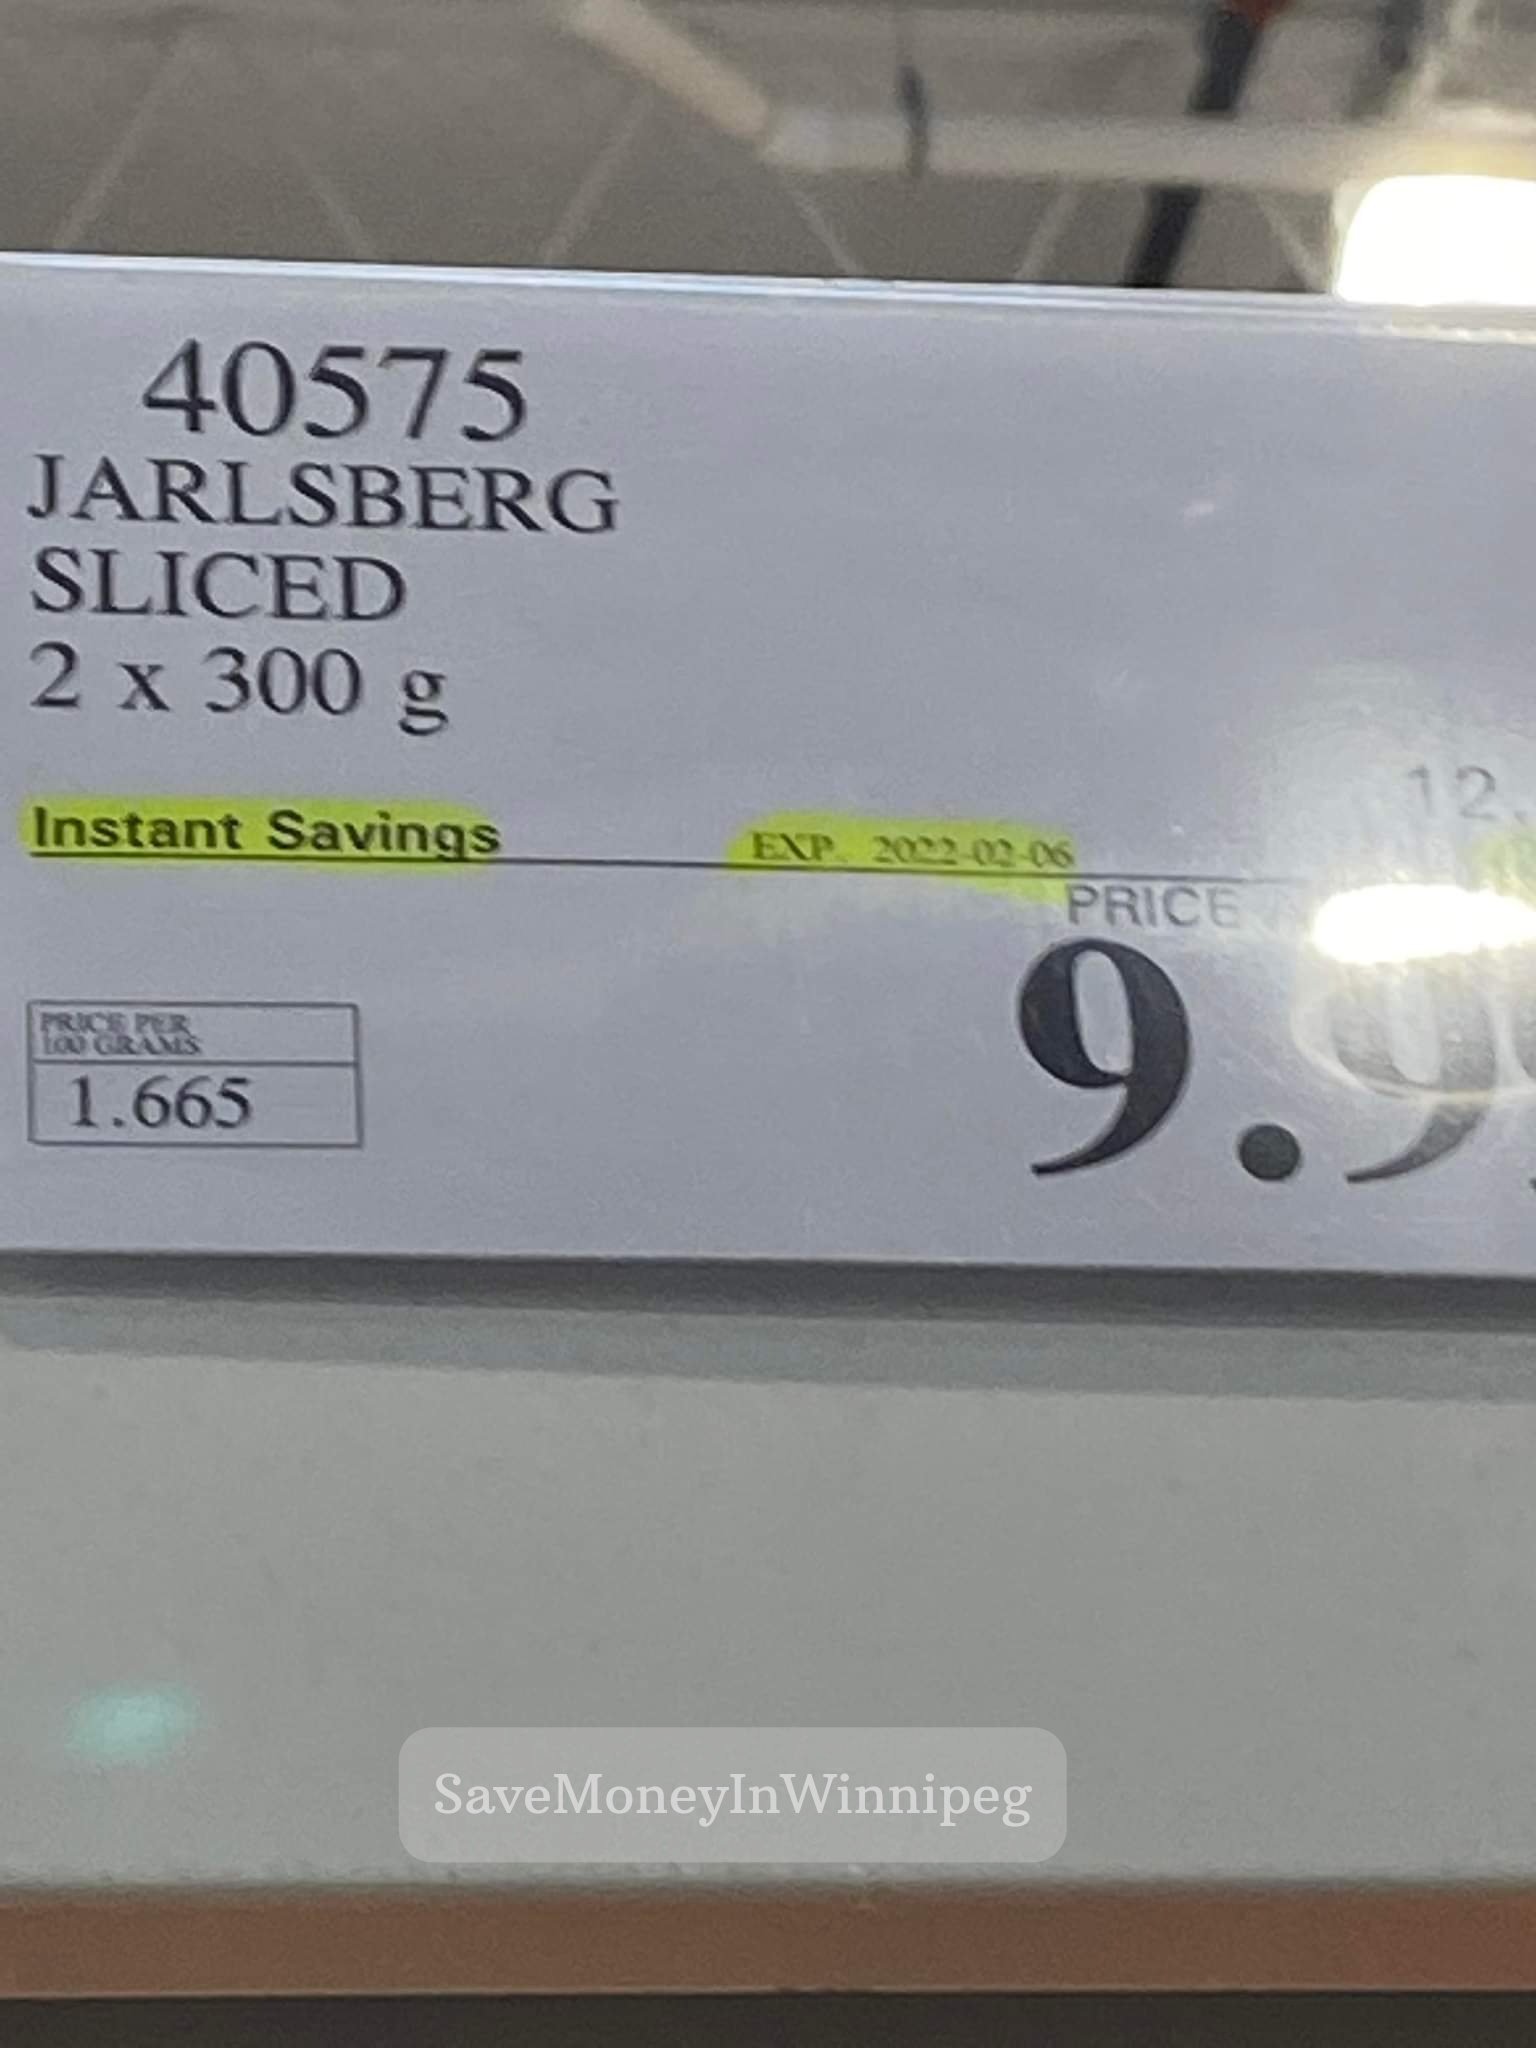 40575
JARLSBERG
SLICED
2 x 300 g
12.
Instant Savings EXP. 2022-02-06
PRICE
9.99
PRICE PER
100 GRAMS
1.665
SaveMoneyInWinnipeg